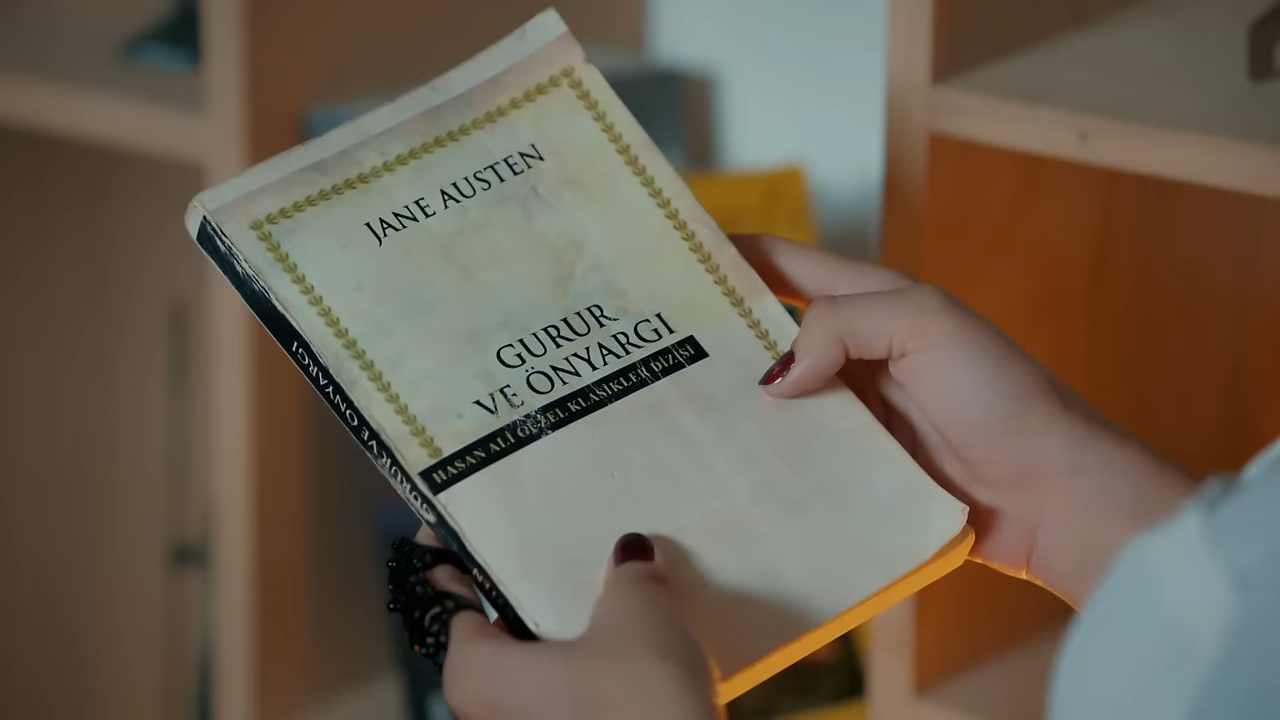 JANE AUSTEN
GURUR
VE ÖNYARGI
HASAN ALİ YÜCEL KLASİKLER DİZİSİ
GURUR VE ÖNYARGI